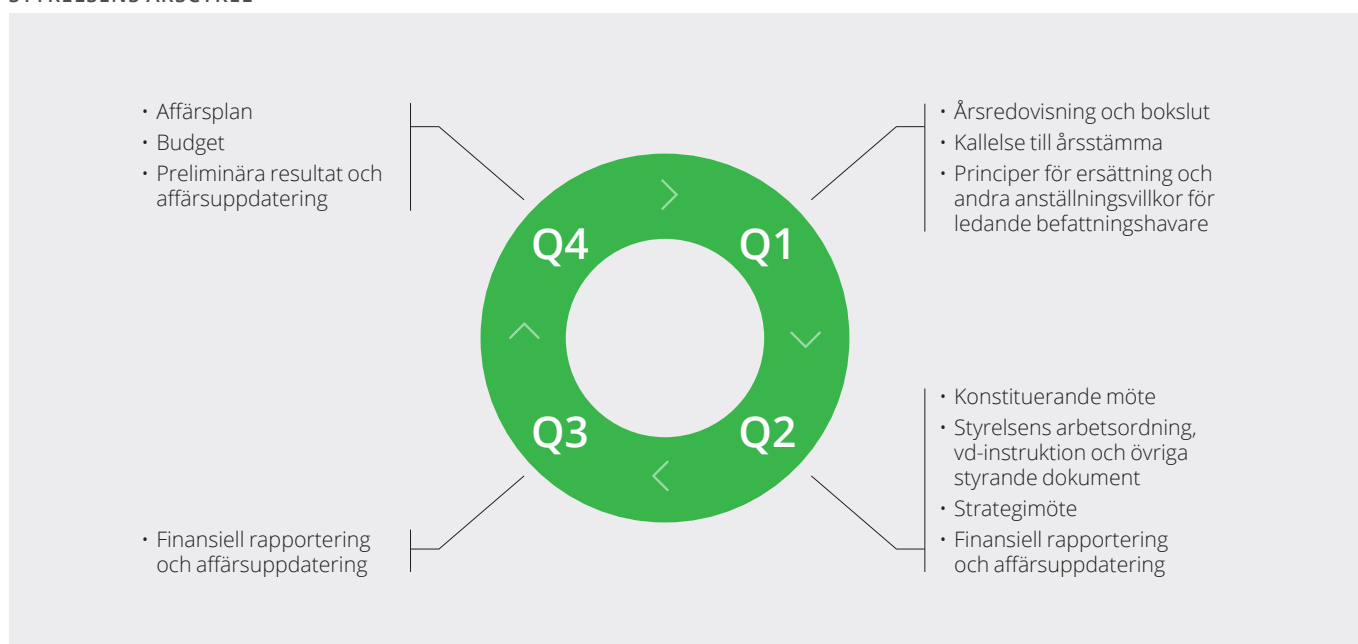 • Affärsplan
• Budget
• Preliminära resultat och
affärsuppdatering
• Årsredovisning och bokslut
• Kallelse till årsstämma
• Principer för ersättning och
andra anställningsvillkor för
ledande befattningshavare
Q4
Q1
Q3
Q2
• Finansiell rapportering
och affärsuppdatering
• Konstituerande möte
• Styrelsens arbetsordning,
vd-instruktion och övriga
styrande dokument
• Strategimöte
• Finansiell rapportering
och affärsuppdatering